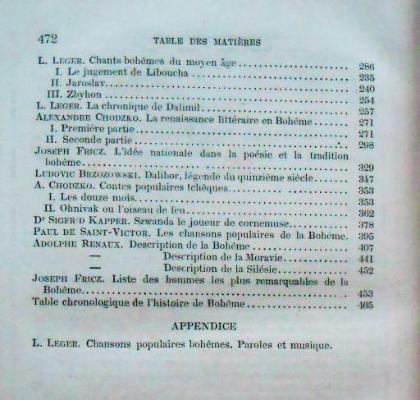 472 TABLE DES MATIÈRES
L. LEGER. Chants bohêmes du moyen âge 286
I. Le jugement de Liboucha 235
II. Jaroslav 240
III. Zbyhon 254
L. LEGER. La chronique de Dalimil 257
ALEXANDRE CHODZKO. La renaissance littéraire en Bohême 271
I. Première partie 271
II. Seconde partie 298
JOSEPH FRICZ. L'idée nationale dans la poésie et la tradition
bohême 329
LUDOVIC BRZOZOWSKI. Dalibor, légende du quinzième siècle 347
A. CHODZKO. Contes populaires tchèques 353
I. Les douze mois 353
II. Ohnivak ou l'oiseau de feu 362
Dr SIGFR'D KAPPER. Szwanda le joueur de cornemuse 378
PAUL DE SAINT-VICTOR. Les chansons populaires de la Bohême. 395
ADOLPHE RENAUX. Description de la Bohême 407
— Description de la Moravie 441
— Description de la Silésie 452
JOSEPH FRICZ. Liste des hommes les plus remarquables de la
Bohême 453
Table chronologique de l'histoire de Bohême 465
APPENDICE
L. LEGER. Chansons populaires bohêmes. Paroles et musique.